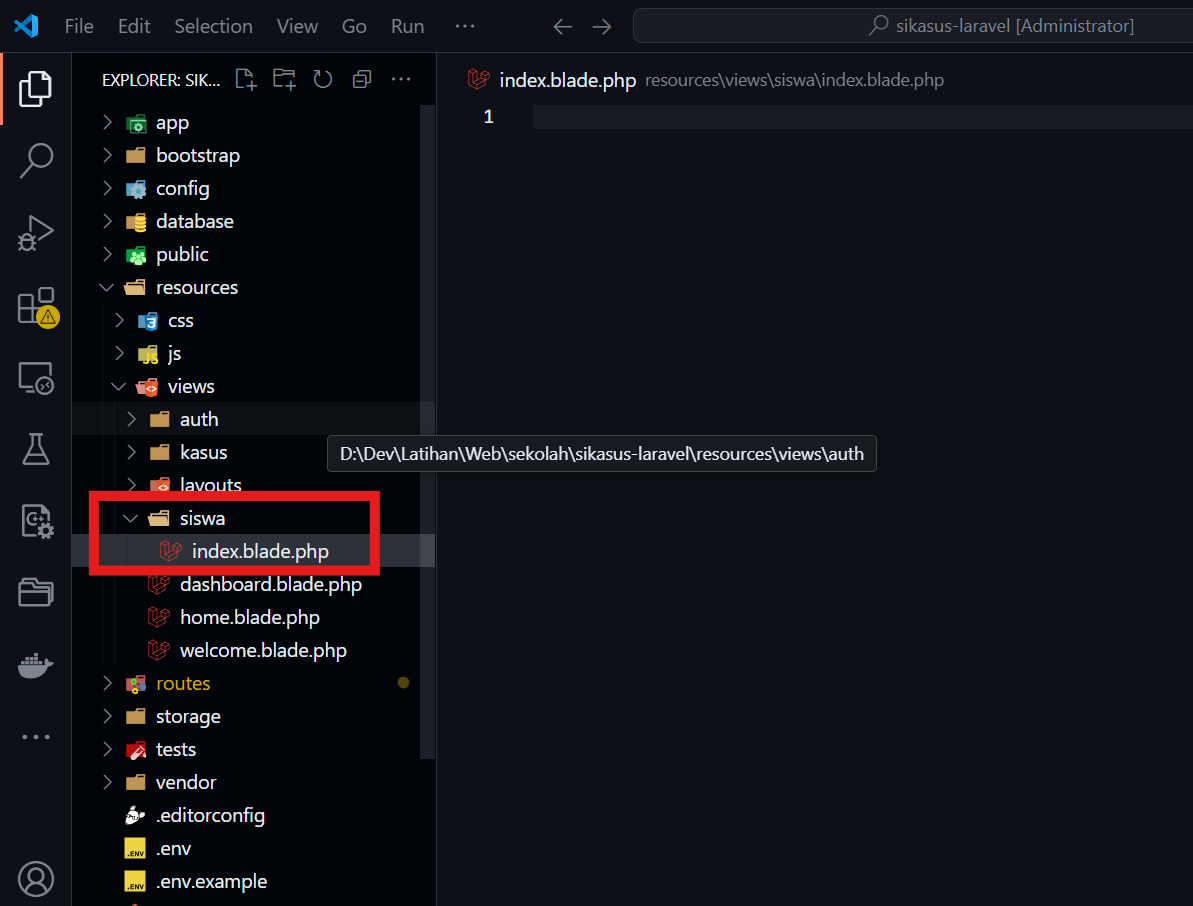 File Edit Selection View Go Run ··· sikasus-laravel [Administrator]
EXPLORER: SIK... ···
index.blade.php resources\views\siswa\index.blade.php
1
app
bootstrap
config
database
public
resources
css
js
views
auth
kasus
D:\Dev\Latihan\Web\sekolah\sikasus-laravel\resources\views\auth
layouts
siswa
index.blade.php
dashboard.blade.php
home.blade.php
welcome.blade.php
routes
storage
tests
vendor
.editorconfig
.env
.env.example